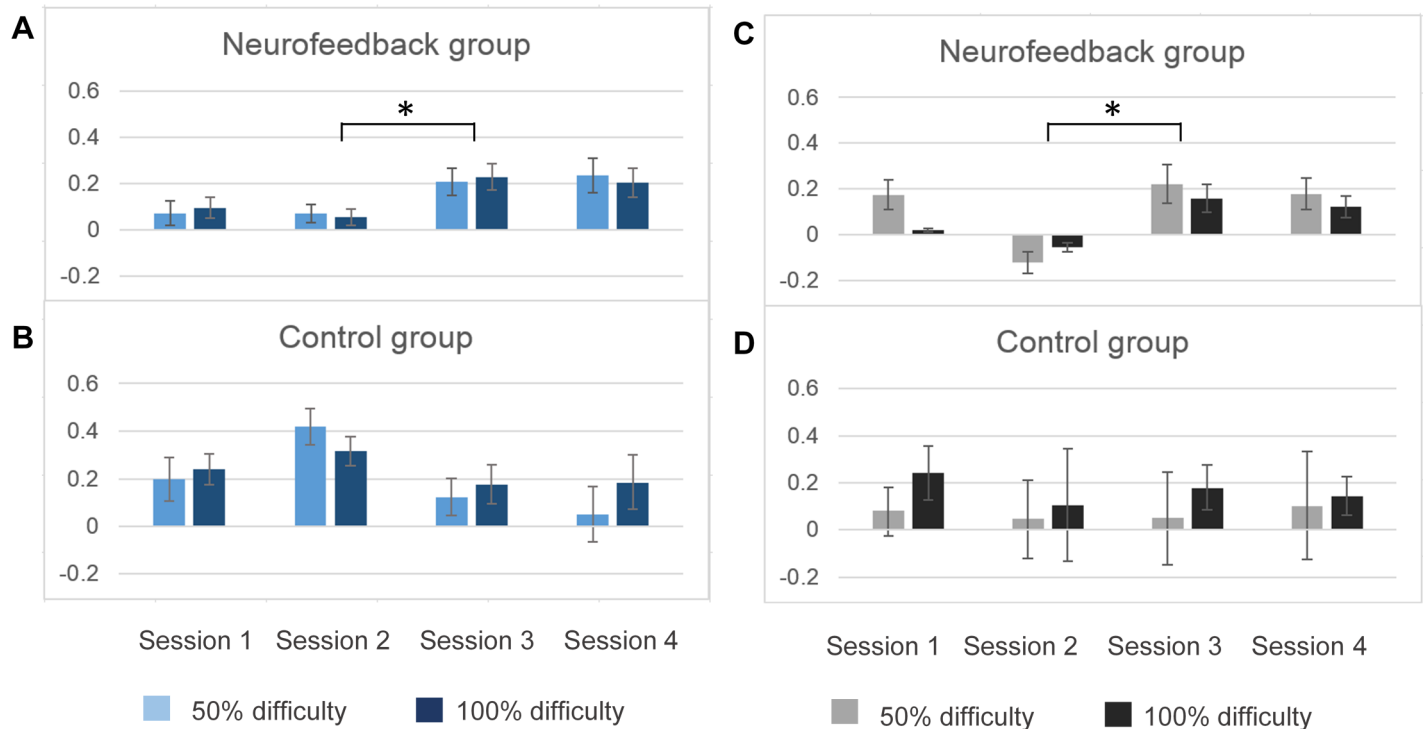 A
Neurofeedback group
0.6
0.4
0.2
0
-0.2
*
B
Control group
0.6
0.4
0.2
0
-0.2
Session 1 Session 2 Session 3 Session 4
50% difficulty 100% difficulty
C
Neurofeedback group
0.6
0.4
0.2
0
-0.2
*
D
Control group
0.6
0.4
0.2
0
-0.2
Session 1 Session 2 Session 3 Session 4
50% difficulty 100% difficulty